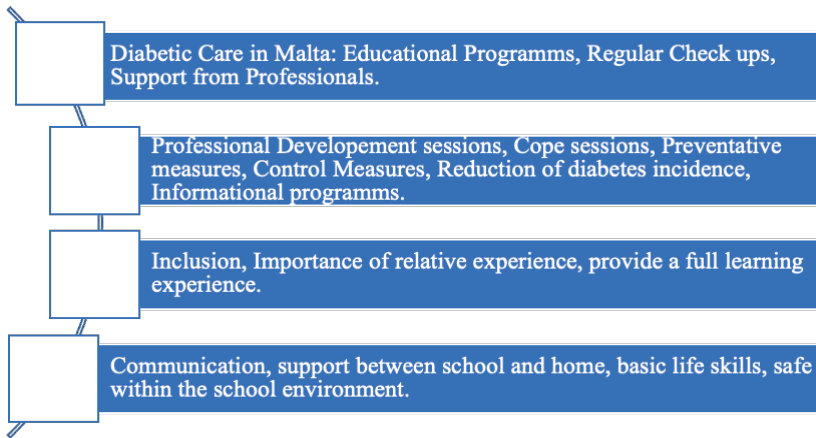 Diabetic Care in Malta: Educational Programms, Regular Check ups,
Support from Professionals.
Professional Developement sessions, Cope sessions, Preventative
measures, Control Measures, Reduction of diabetes incidence,
Informational programms.
Inclusion, Importance of relative experience, provide a full learning
experience.
Communication, support between school and home, basic life skills, safe
within the school environment.